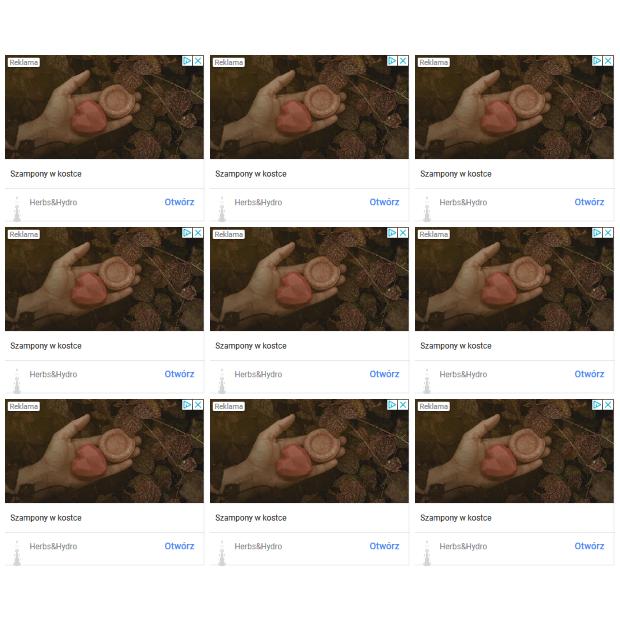 Reklama Reklama Reklama
Szampony w kostce Szampony w kostce Szampony w kostce
Herbs&Hydro Otwórz Herbs&Hydro Otwórz Herbs&Hydro Otwórz
Reklama Reklama Reklama
Szampony w kostce Szampony w kostce Szampony w kostce
Herbs&Hydro Otwórz Herbs&Hydro Otwórz Herbs&Hydro Otwórz
Reklama Reklama Reklama
Szampony w kostce Szampony w kostce Szampony w kostce
Herbs&Hydro Otwórz Herbs&Hydro Otwórz Herbs&Hydro Otwórz